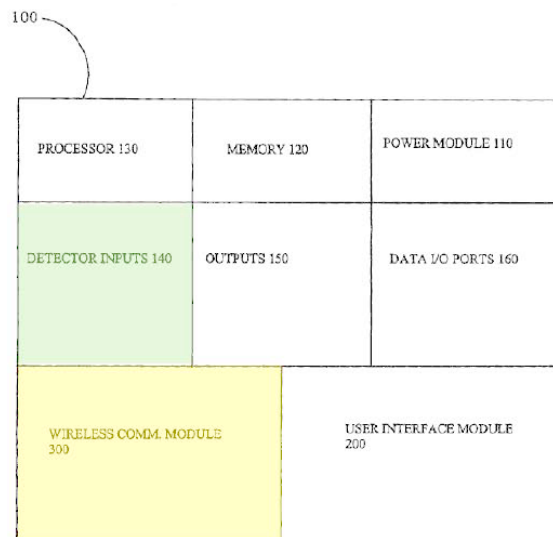 100
PROCESSOR 130
MEMORY 120
POWER MODULE 110
DETECTOR INPUTS 140
OUTPUTS 150
DATA I/O PORTS 160
WIRELESS COMM. MODULE
300
USER INTERFACE MODULE
200